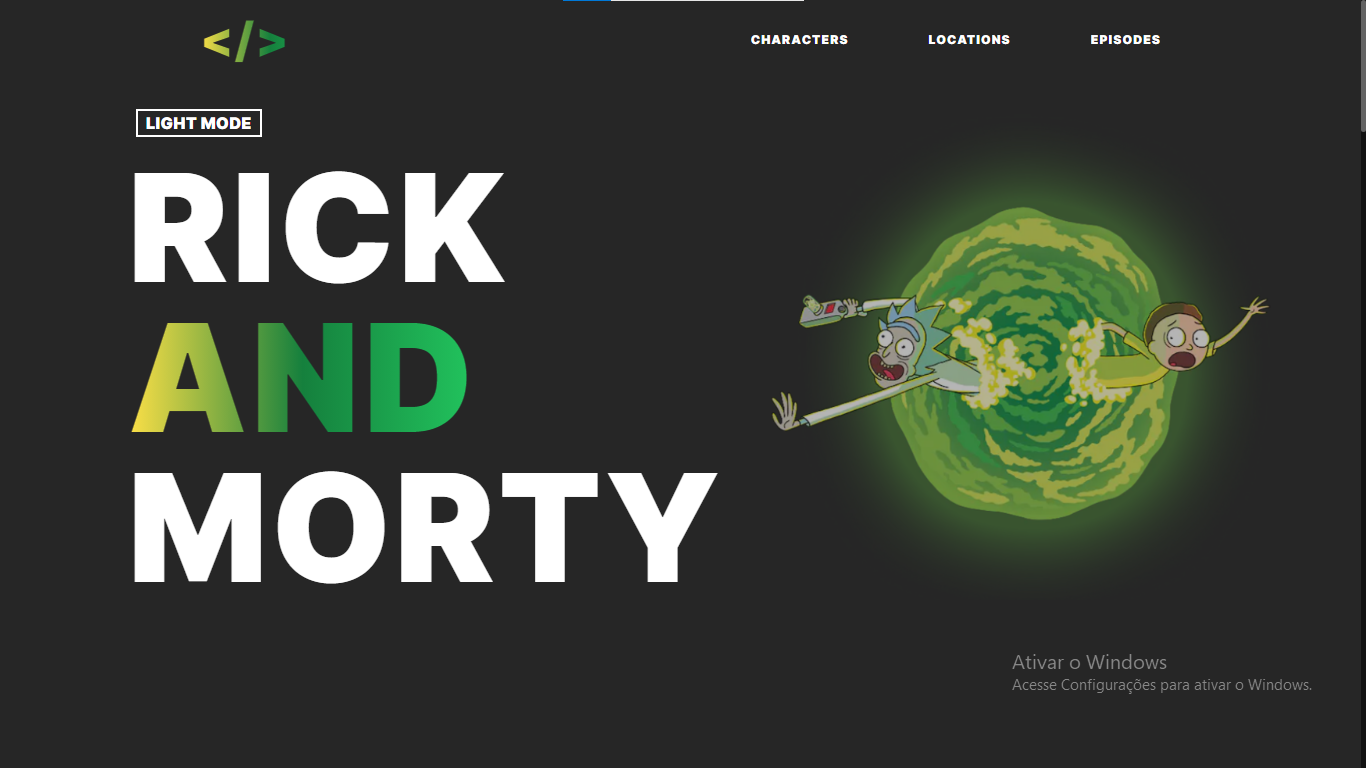 </>
CHARACTERS LOCATIONS EPISODES
LIGHT MODE
RICK
AND
MORTY
Ativar o Windows
Acesse Configurações para ativar o Windows.